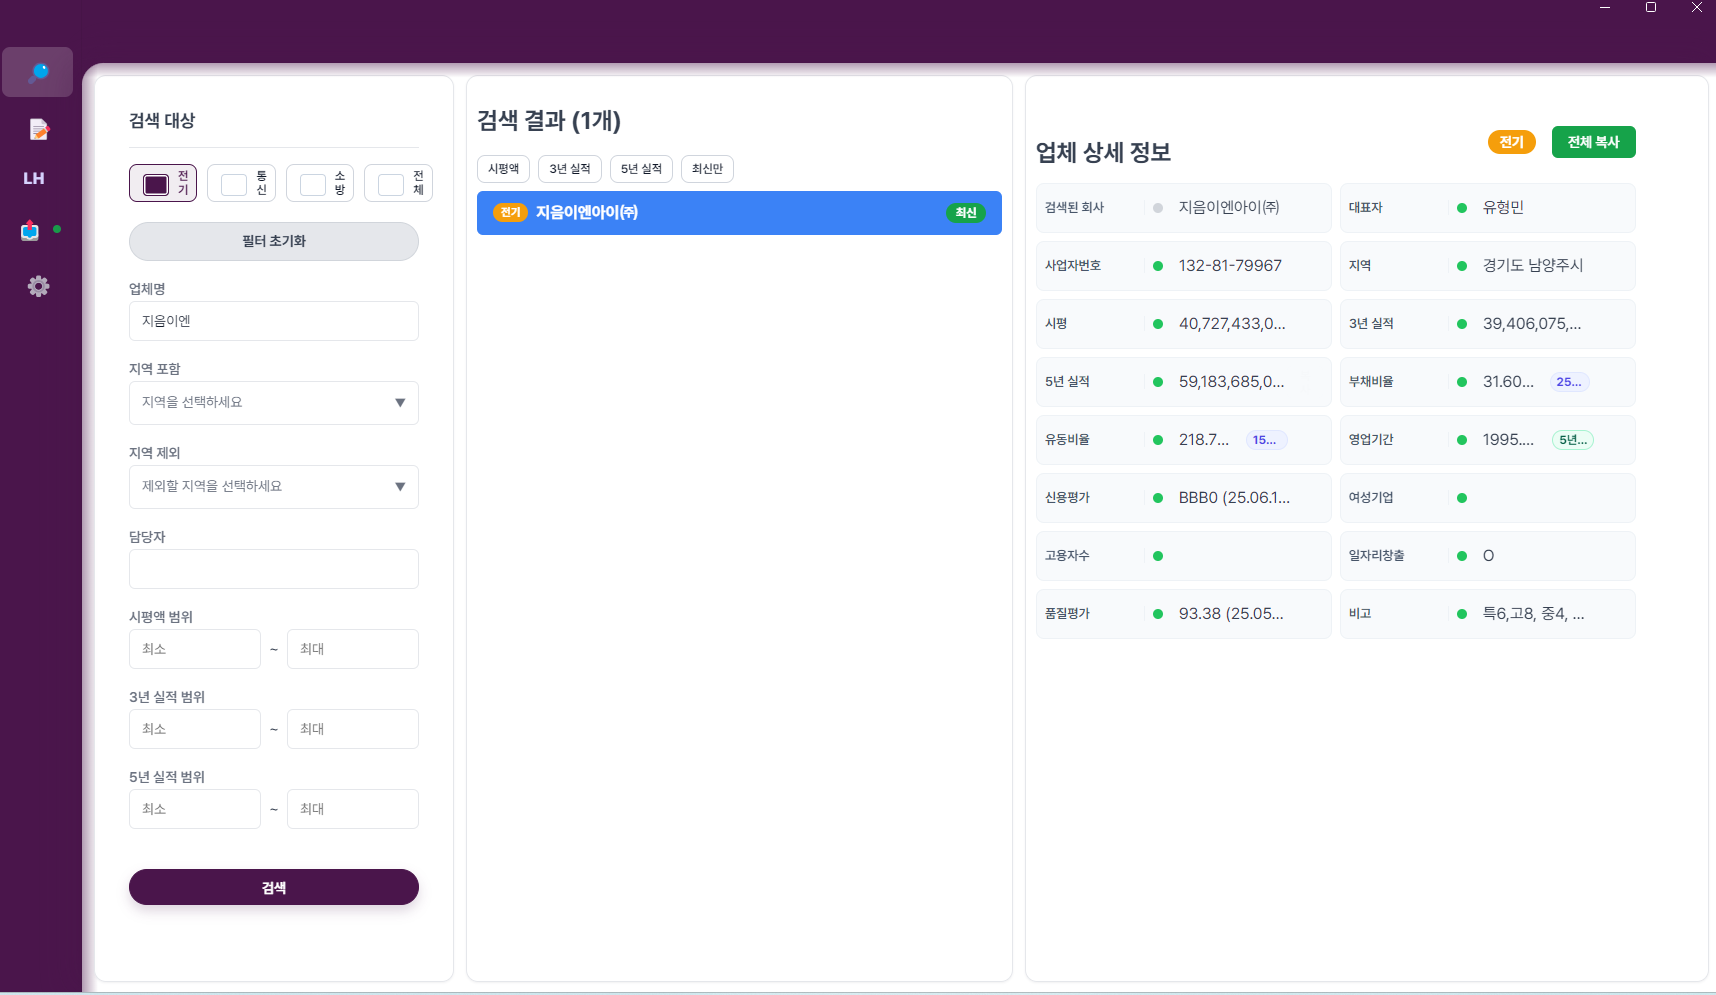 LH
검색 대상
전기
통신
소방
전체
필터 초기화
업체명
지음이엔
지역 포함
지역을 선택하세요
지역 제외
제외할 지역을 선택하세요
담당자
시평액 범위
최소 ~ 최대
3년 실적 범위
최소 ~ 최대
5년 실적 범위
최소 ~ 최대
검색
검색 결과 (1개)
시평액 3년 실적 5년 실적 최신만
전기 지음이엔아이㈜ 최신
업체 상세 정보 전기 전체 복사
검색된 회사 지음이엔아이㈜ 대표자 유형민
사업자번호 132-81-79967 지역 경기도 남양주시
시평 40,727,433,0... 3년 실적 39,406,075,...
5년 실적 59,183,685,0... 부채비율 31.60... 25...
유동비율 218.7... 15... 영업기간 1995.... 5년...
신용평가 BBB0 (25.06.1... 여성기업
고용자수 일자리창출 O
품질평가 93.38 (25.05... 비고 특6,고8, 중4, ...